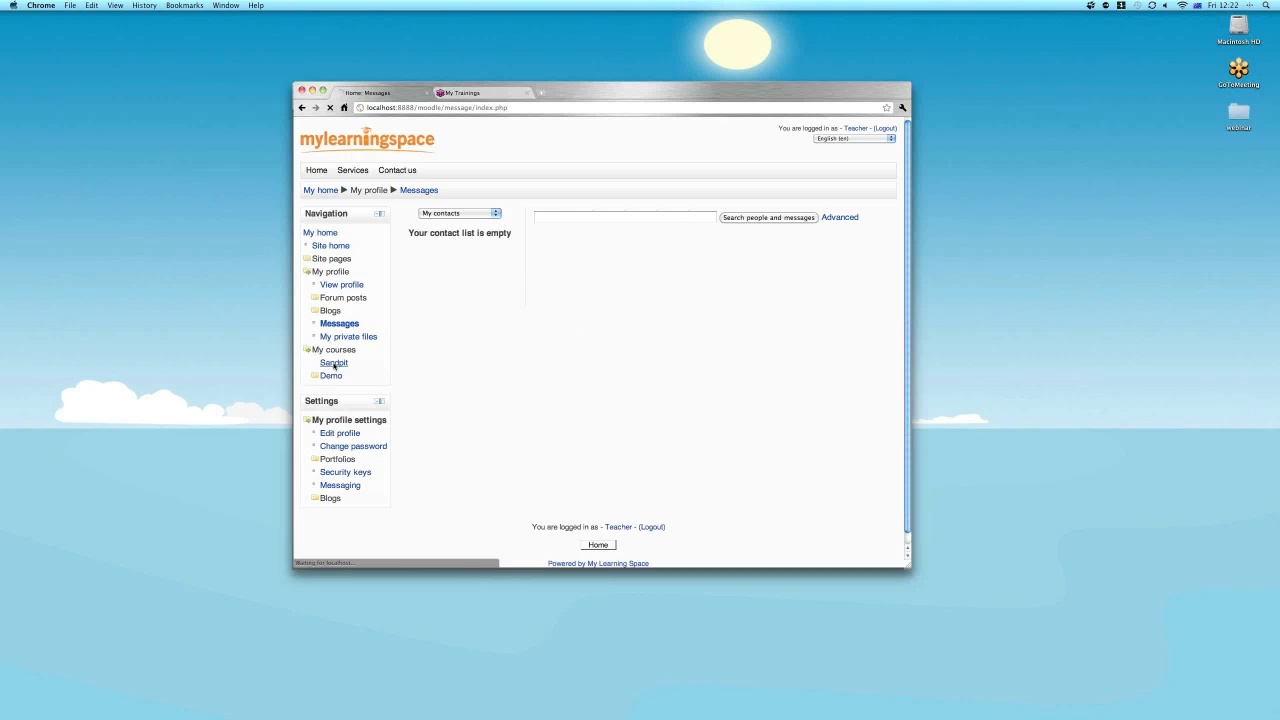 Chrome File Edit View History Bookmarks Window Help
Fri 12:22
Macintosh HD
GoToMeeting
webinar
Home: Messages
My Trainings
localhost:8888/moodle/message/index.php
mylearningspace
You are logged in as - Teacher - (Logout)
English (en)
Home Services Contact us
My home ► My profile ► Messages
Navigation
My home
Site home
Site pages
My profile
View profile
Forum posts
Blogs
Messages
My private files
My courses
Sandpit
Demo
Settings
My profile settings
Edit profile
Change password
Portfolios
Security keys
Messaging
Blogs
My contacts
Your contact list is empty
Search people and messages
Advanced
You are logged in as - Teacher - (Logout)
Home
Powered by My Learning Space
Waiting for localhost...